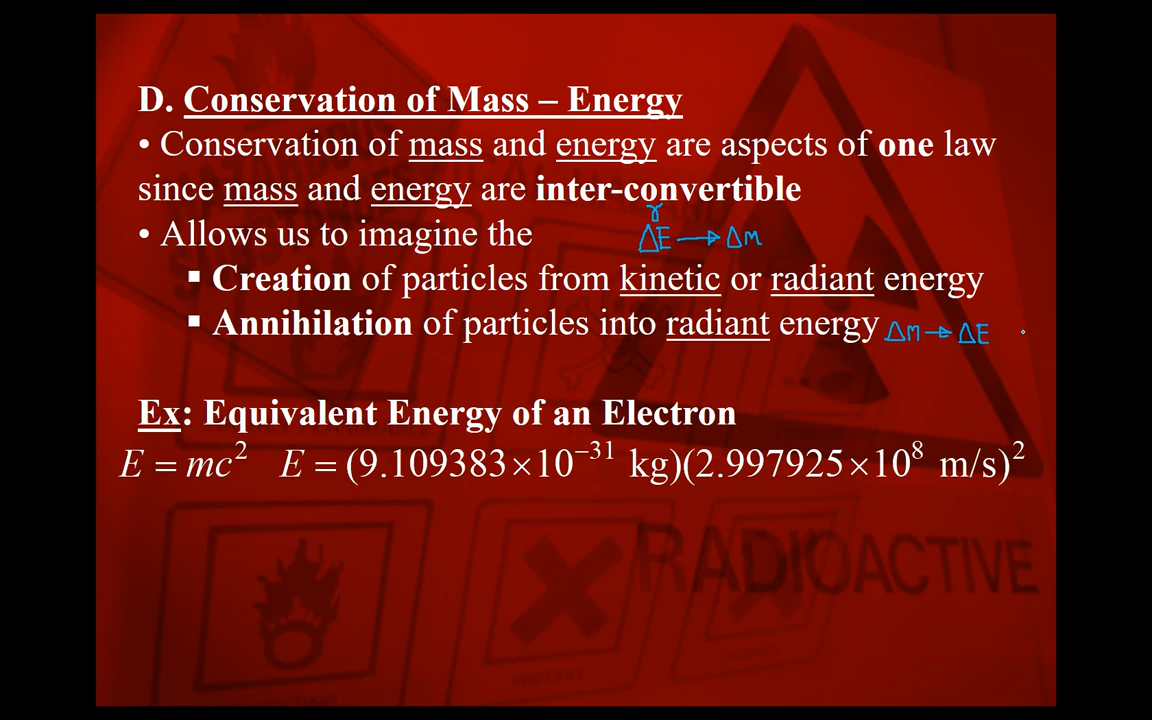 D. Conservation of Mass – Energy
• Conservation of mass and energy are aspects of one law
since mass and energy are inter-convertible
γ
• Allows us to imagine the ΔE → Δm
▪ Creation of particles from kinetic or radiant energy
▪ Annihilation of particles into radiant energy Δm → ΔE
Ex: Equivalent Energy of an Electron
E = mc² E = (9.109383×10⁻³¹ kg)(2.997925×10⁸ m/s)²
RADIOACTIVE